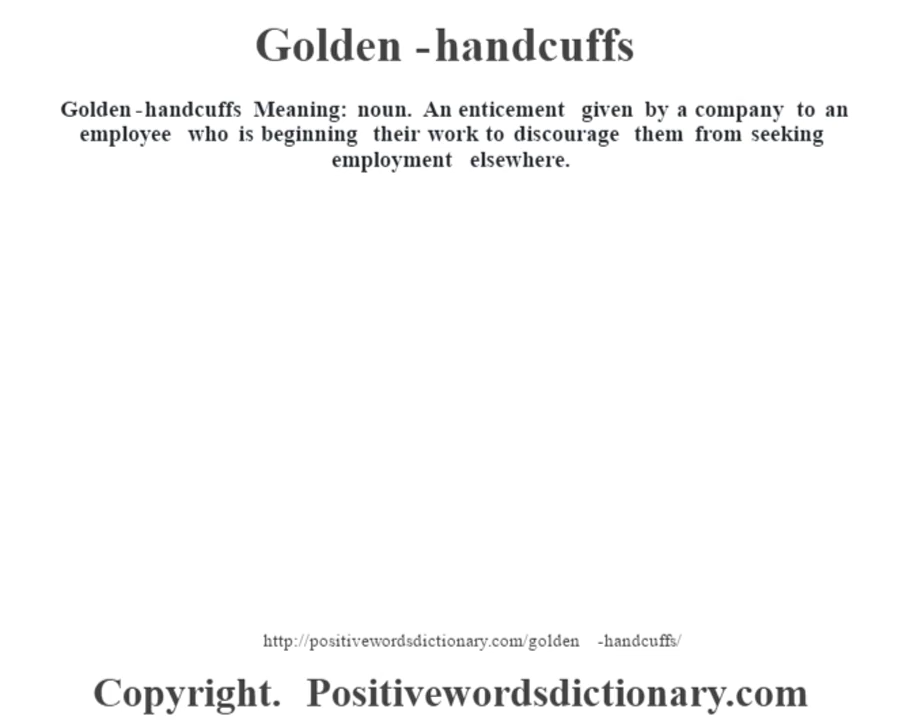 Golden -handcuffs
Golden-handcuffs Meaning: noun. An enticement given by a company to an
employee who is beginning their work to discourage them from seeking
employment elsewhere.
http://positivewordsdictionary.com/golden -handcuffs/
Copyright. Positivewordsdictionary.com